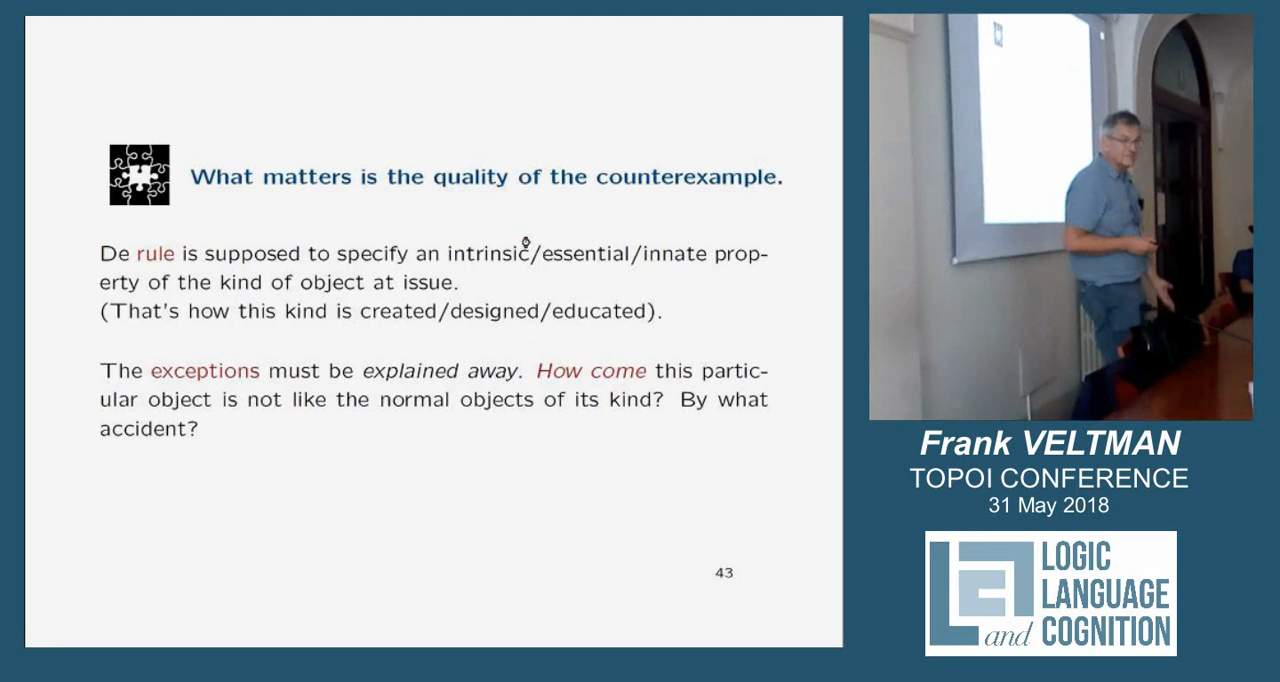 What matters is the quality of the counterexample.
De rule is supposed to specify an intrinsic/essential/innate prop-
erty of the kind of object at issue.
(That's how this kind is created/designed/educated).
The exceptions must be explained away. How come this partic-
ular object is not like the normal objects of its kind? By what
accident?
43
Frank VELTMAN
TOPOI CONFERENCE
31 May 2018
LLC
LOGIC
LANGUAGE
and COGNITION